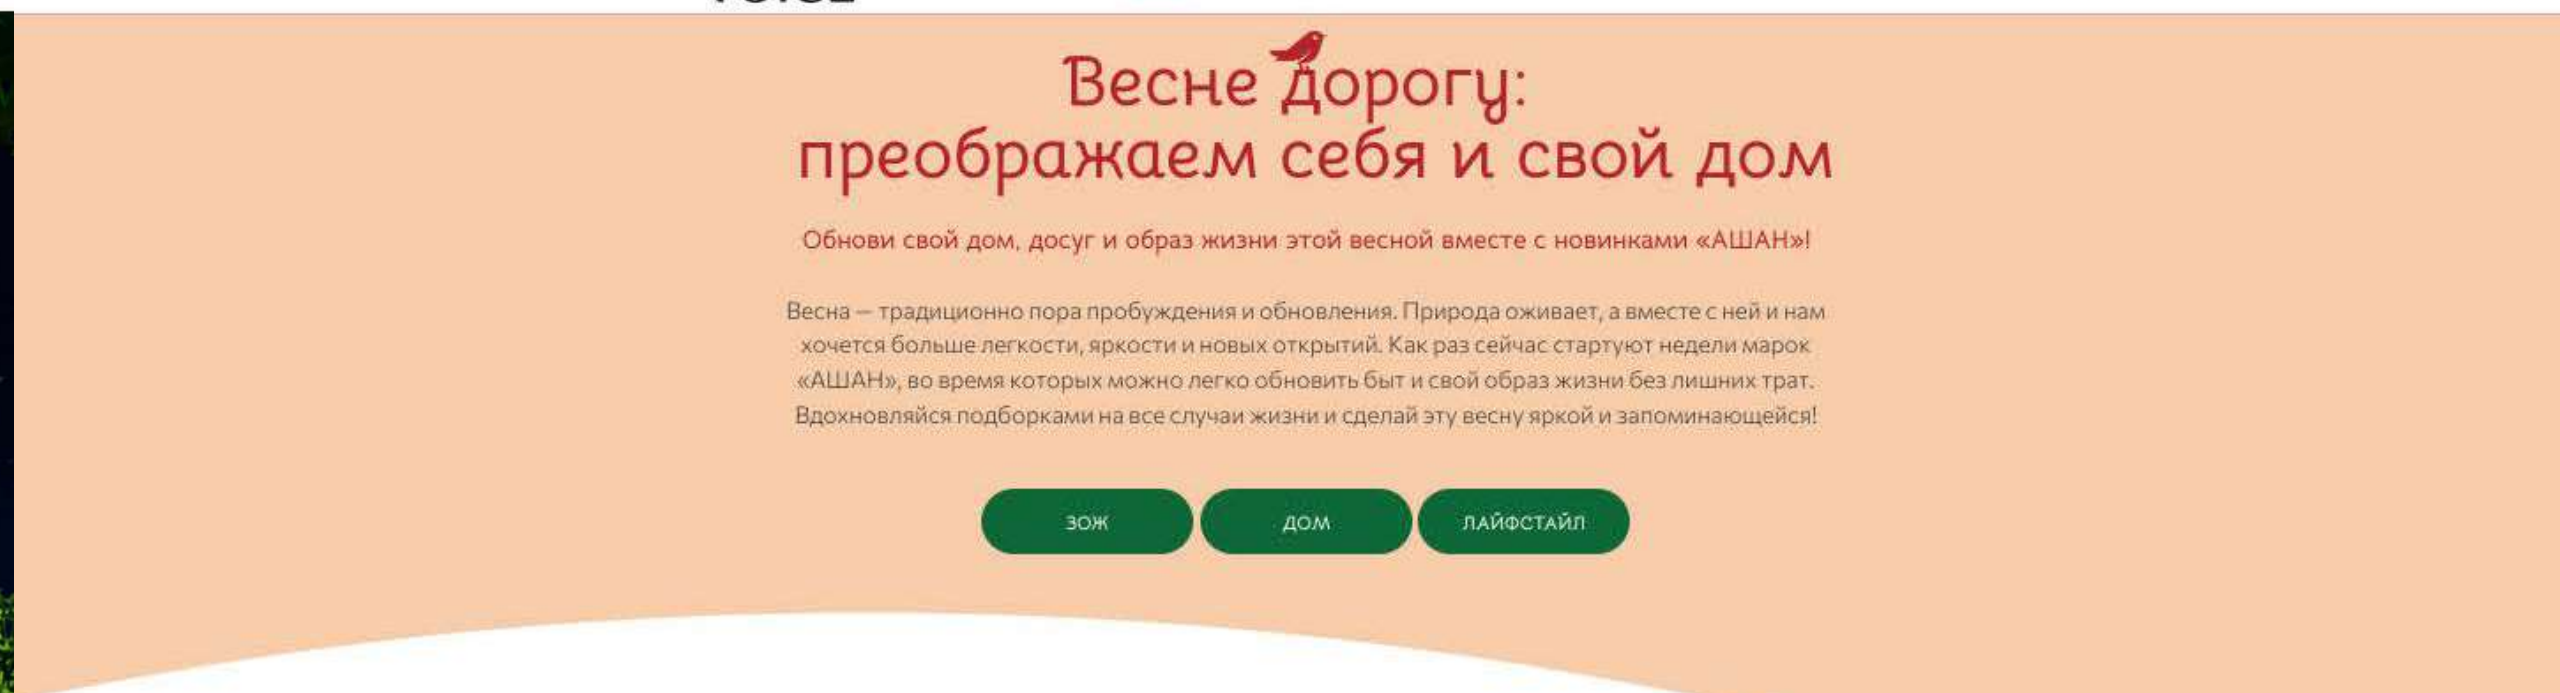 Весне дорогу:
преображаем себя и свой дом
Обнови свой дом, досуг и образ жизни этой весной вместе с новинками «АШАН»!
Весна — традиционно пора пробуждения и обновления. Природа оживает, а вместе с ней и нам
хочется больше легкости, яркости и новых открытий. Как раз сейчас стартуют недели марок
«АШАН», во время которых можно легко обновить быт и свой образ жизни без лишних трат.
Вдохновляйся подборками на все случаи жизни и сделай эту весну яркой и запоминающейся!
ЗОЖ
ДОМ
ЛАЙФСТАЙЛ